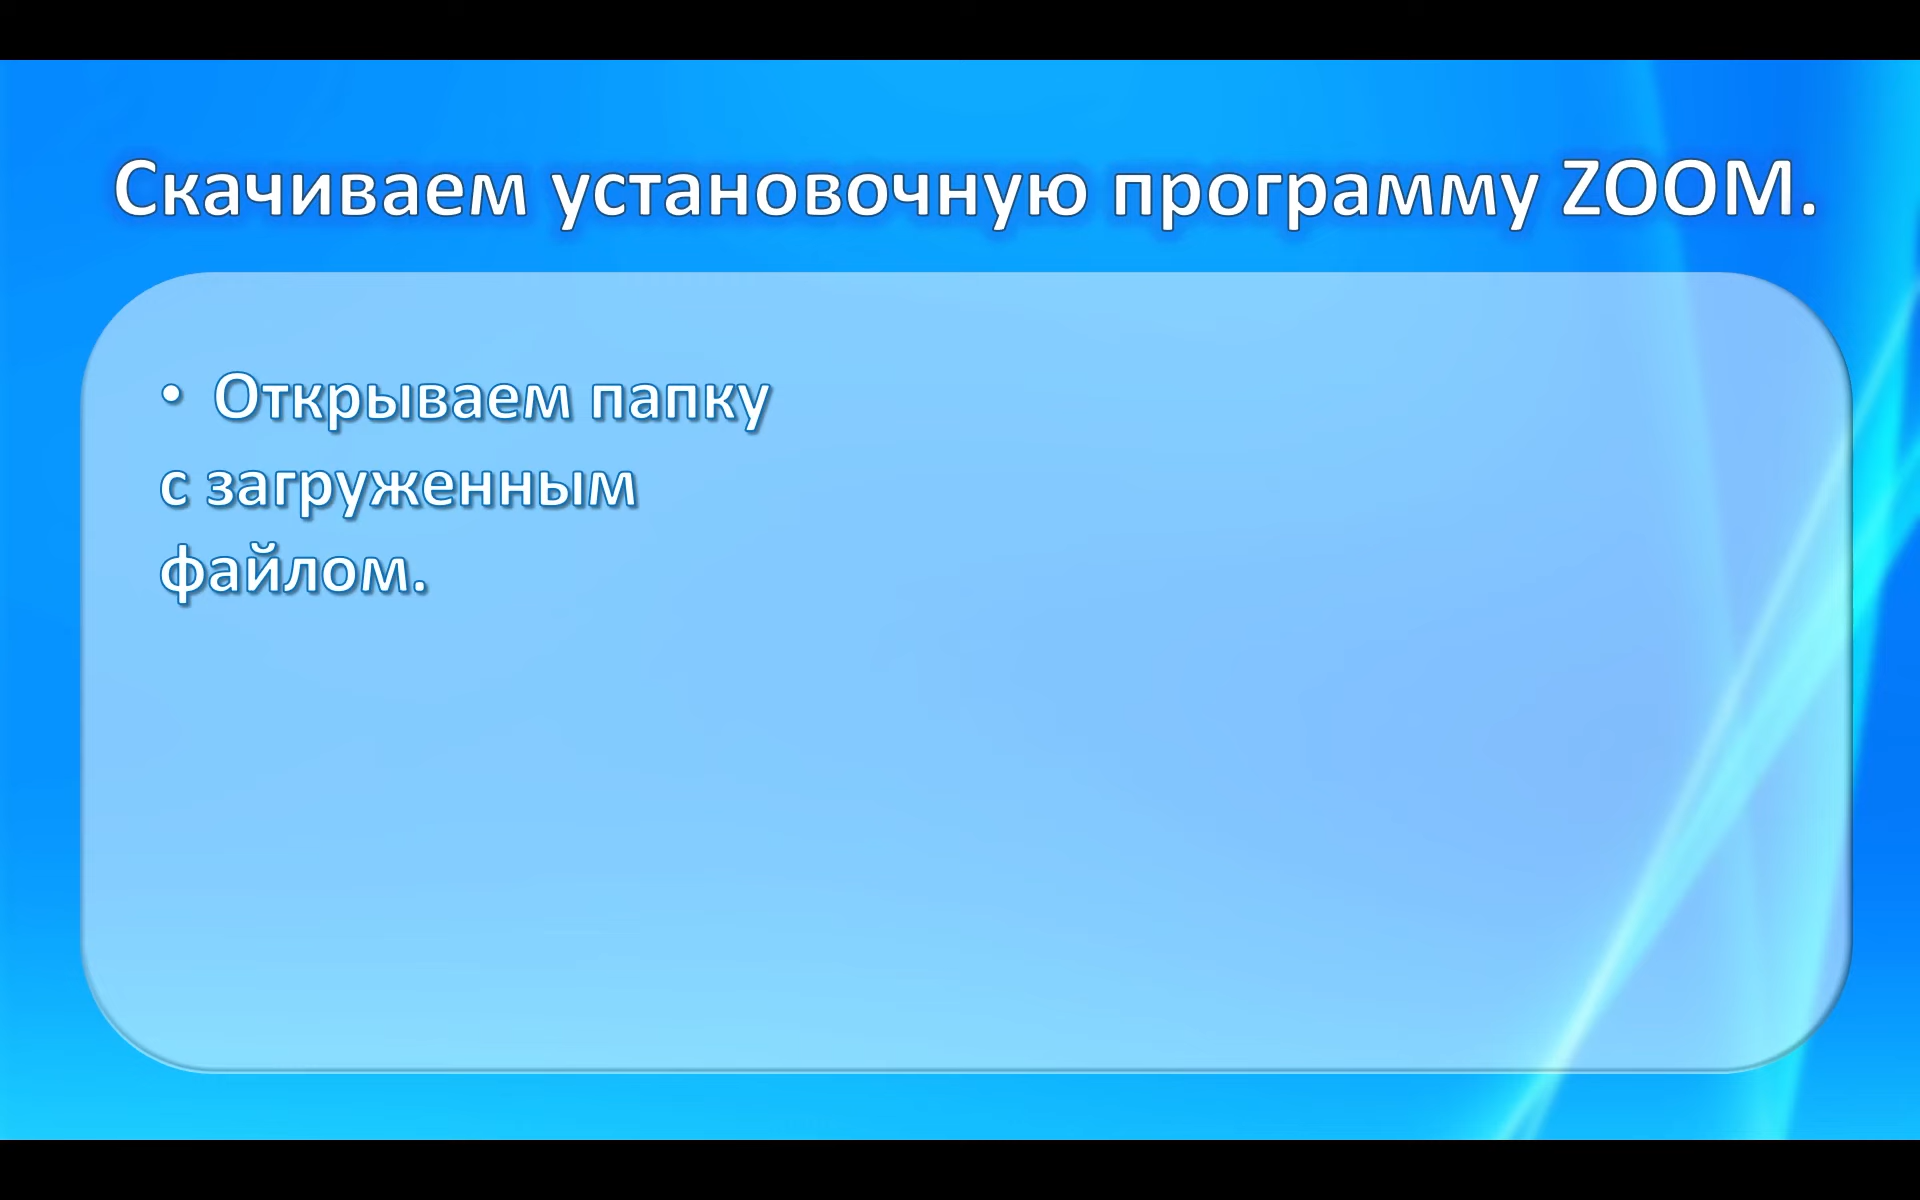 Скачиваем установочную программу ZOOM.
• Открываем папку
с загруженным
файлом.